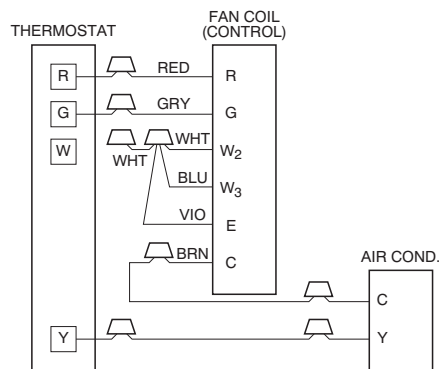 FAN COIL
(CONTROL)
THERMOSTAT
R RED R
G GRY G
W WHT WHT W2
BLU W3
VIO E
BRN C
AIR COND.
C
Y Y